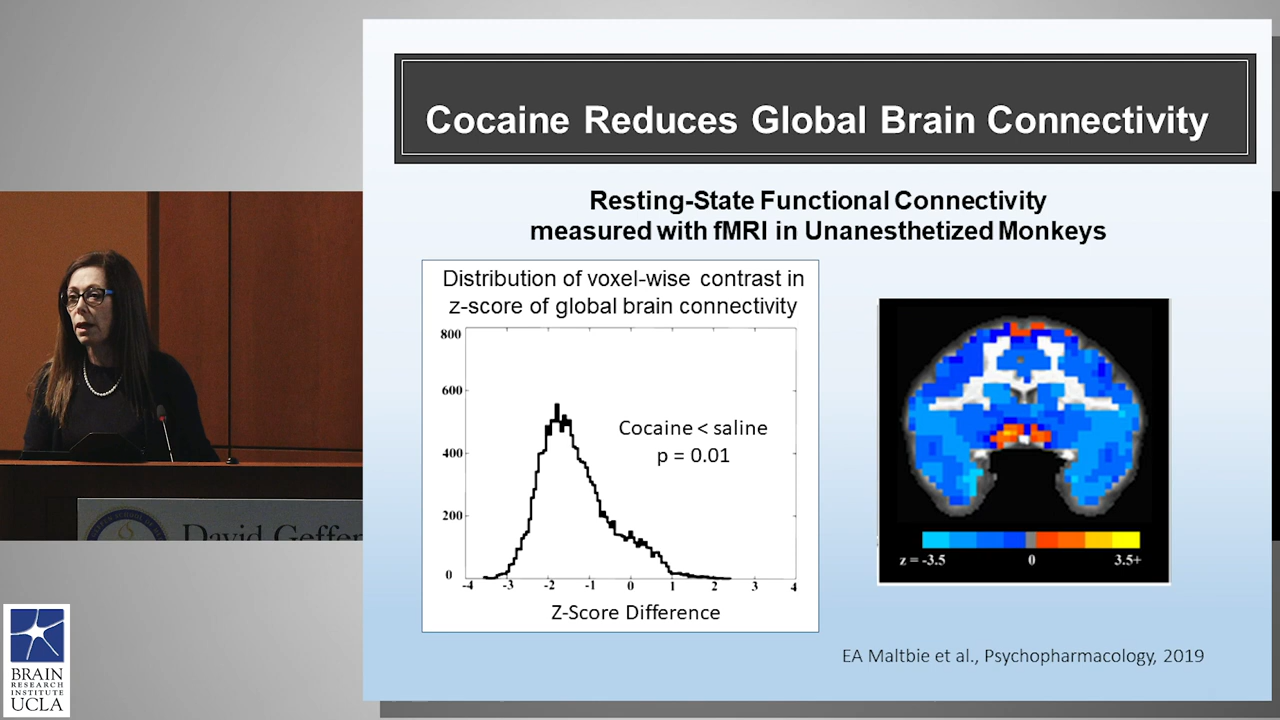 Cocaine Reduces Global Brain Connectivity
Resting-State Functional Connectivity
measured with fMRI in Unanesthetized Monkeys
Distribution of voxel-wise contrast in
z-score of global brain connectivity
800
600
400
200
0
-4 -3 -2 -1 0 1 2 3 4
Cocaine < saline
p = 0.01
Z-Score Difference
z = -3.5 0 3.5+
EA Maltbie et al., Psychopharmacology, 2019
David Geffen
BRAIN
RESEARCH
INSTITUTE
UCLA